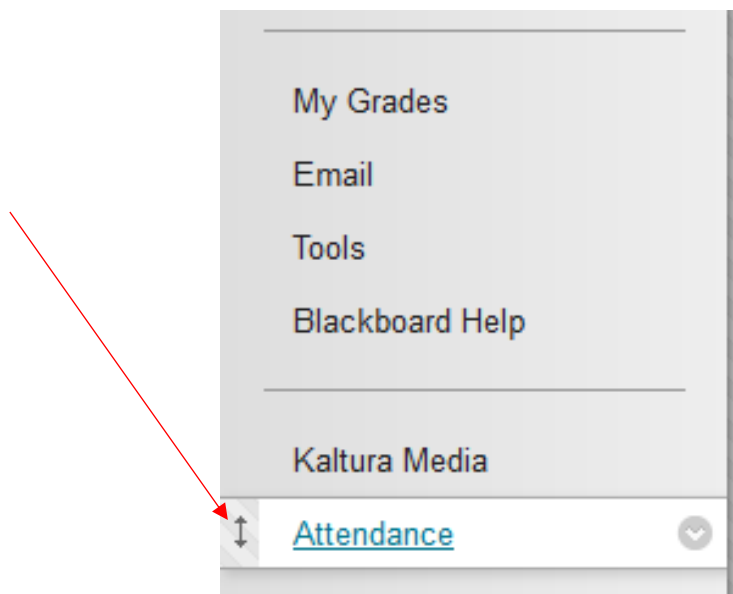 My Grades
Email
Tools
Blackboard Help
Kaltura Media
Attendance